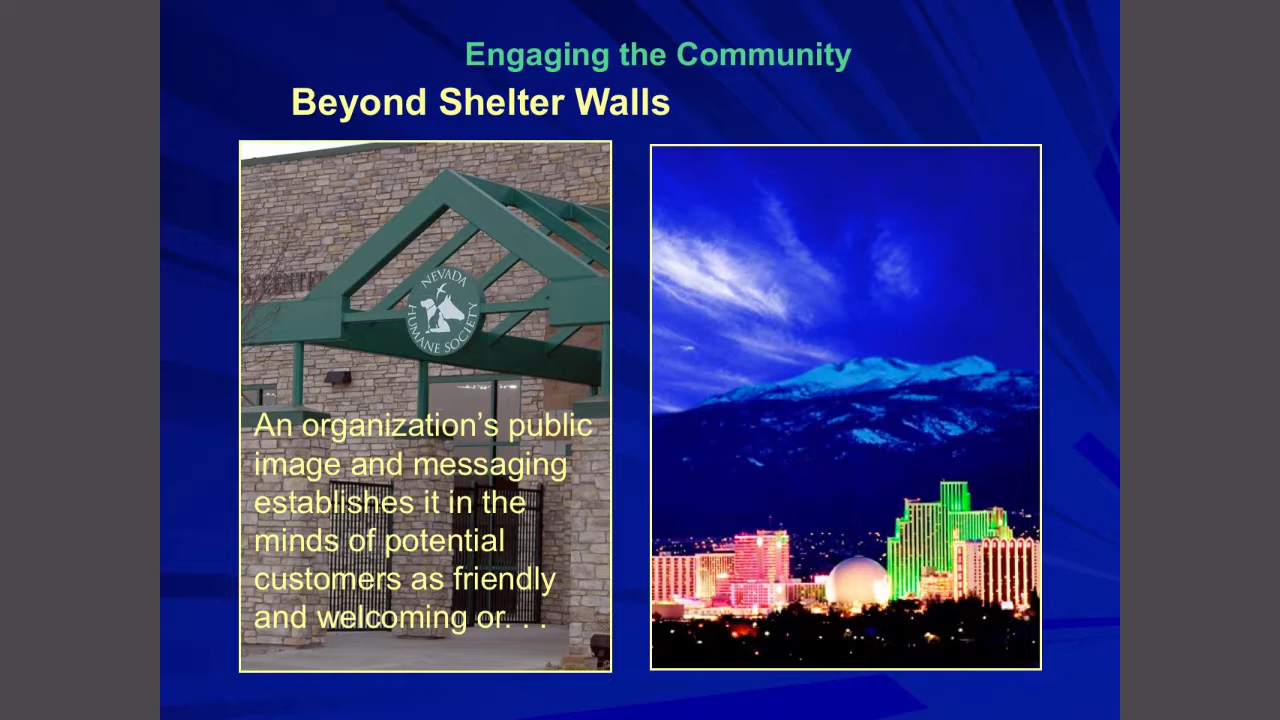 Engaging the Community
Beyond Shelter Walls
NEVADA
HUMANE SOCIETY
An organization’s public
image and messaging
establishes it in the
minds of potential
customers as friendly
and welcoming or. . .